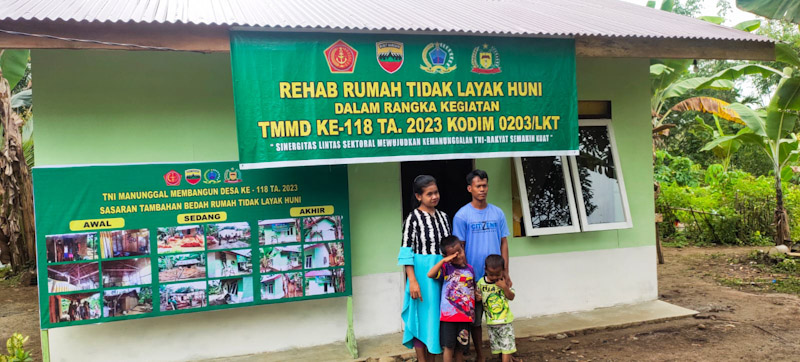 REHAB RUMAH TIDAK LAYAK HUNI
DALAM RANGKA KEGIATAN
TMMD KE-118 TA. 2023 KODIM 0203/LKT
" SINERGITAS LINTAS SEKTORAL MEWUJUDKAN KEMANUNGGALAN TNI-RAKYAT SEMAKIN KUAT "
TNI MANUNGGAL MEMBANGUN DESA KE - 118 TA. 2023
SASARAN TAMBAHAN BEDAH RUMAH TIDAK LAYAK HUNI
AWAL
SEDANG
AKHIR
CITIZEN